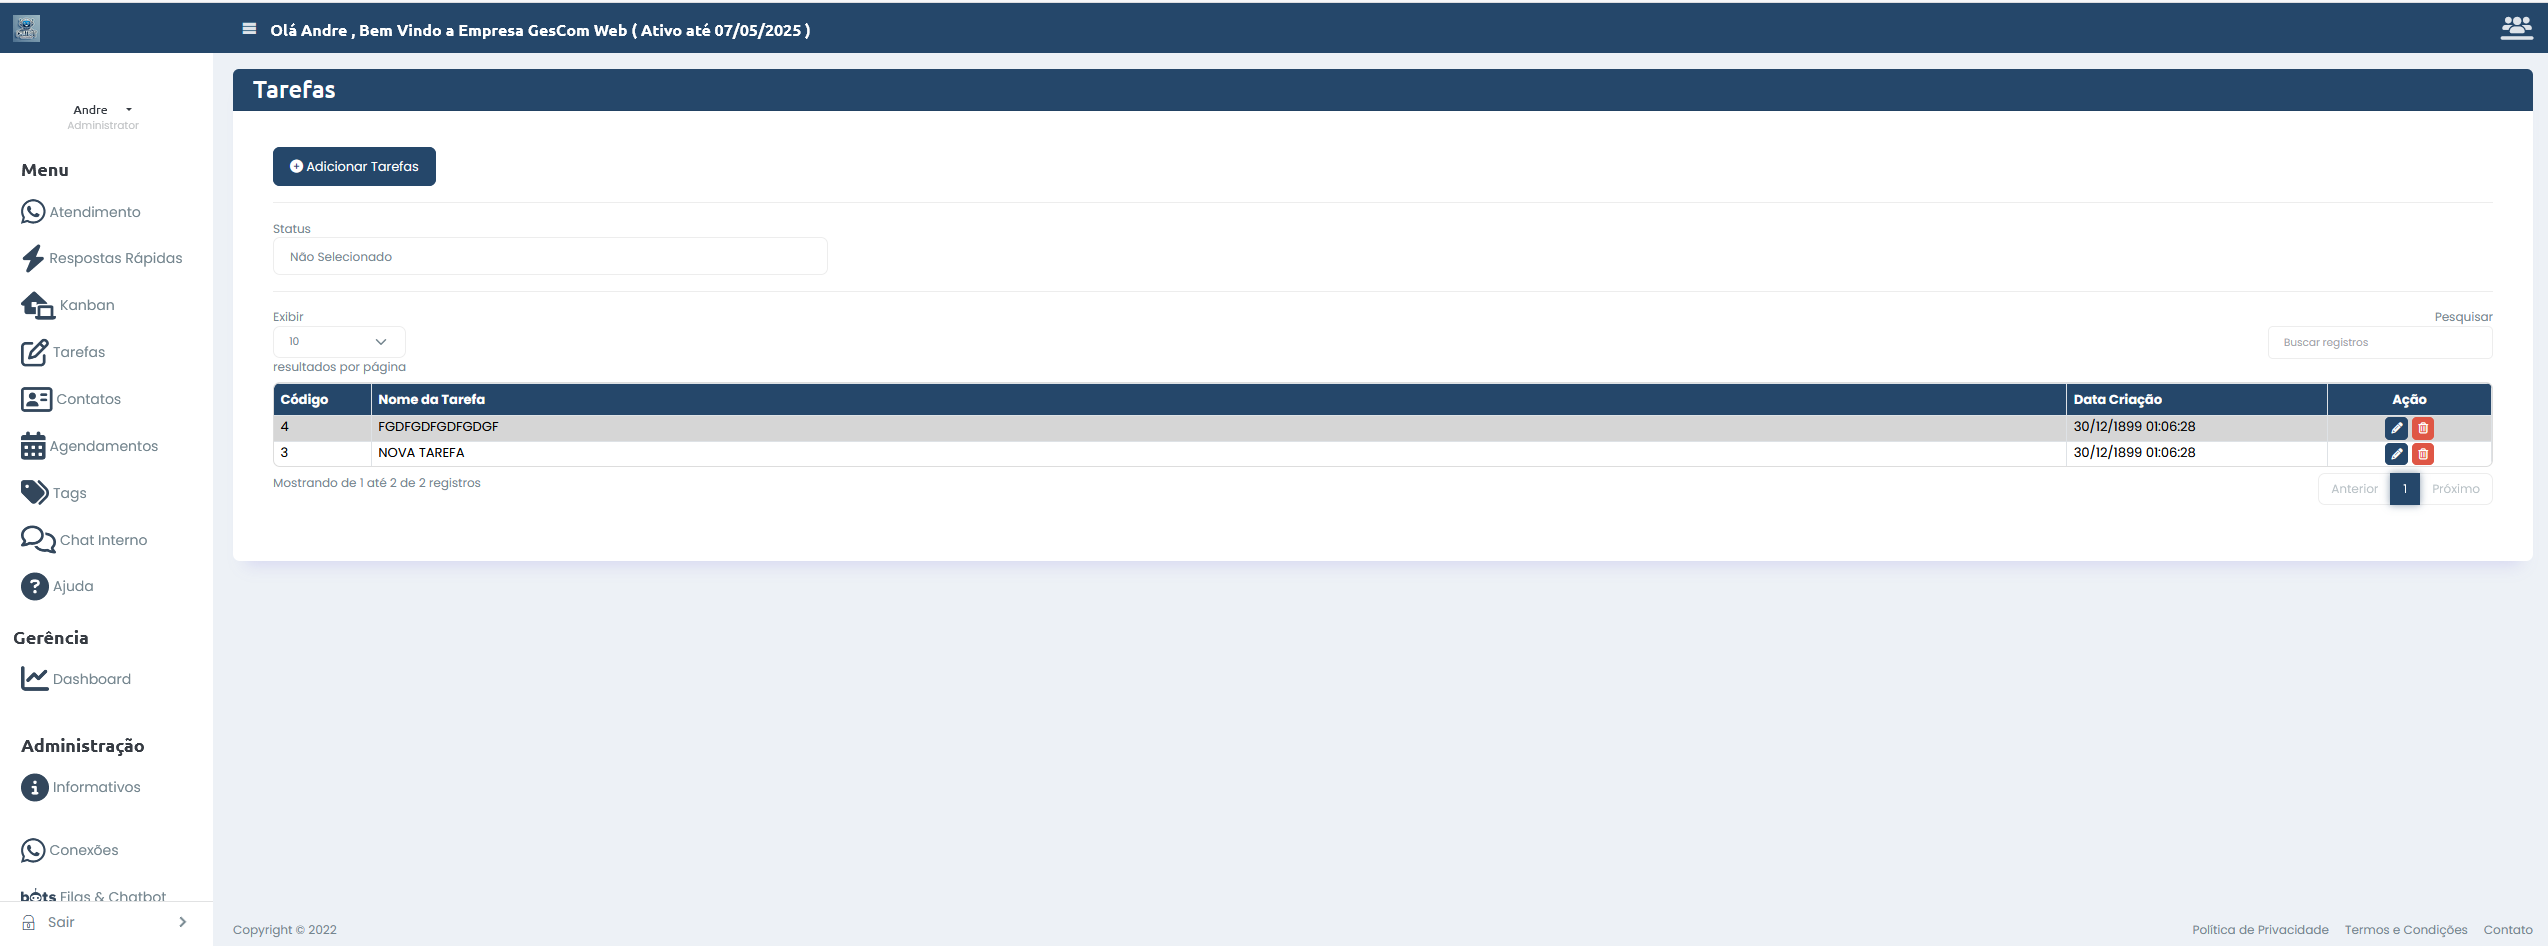 Olá Andre , Bem Vindo a Empresa GesCom Web ( Ativo até 07/05/2025 )
Andre
Administrator
Menu
Atendimento
Respostas Rápidas
Kanban
Tarefas
Contatos
Agendamentos
Tags
Chat Interno
Ajuda
Gerência
Dashboard
Administração
Informativos
Conexões
bots Filas & Chatbot
Sair
Tarefas
Adicionar Tarefas
Status
Não Selecionado
Exibir
10
resultados por página
Pesquisar
Buscar registros
Código Nome da Tarefa Data Criação Ação
4 FGDFGDFGDFGDGF 30/12/1899 01:06:28
3 NOVA TAREFA 30/12/1899 01:06:28
Mostrando de 1 até 2 de 2 registros
Anterior 1 Próximo
Copyright © 2022
Política de Privacidade Termos e Condições Contato